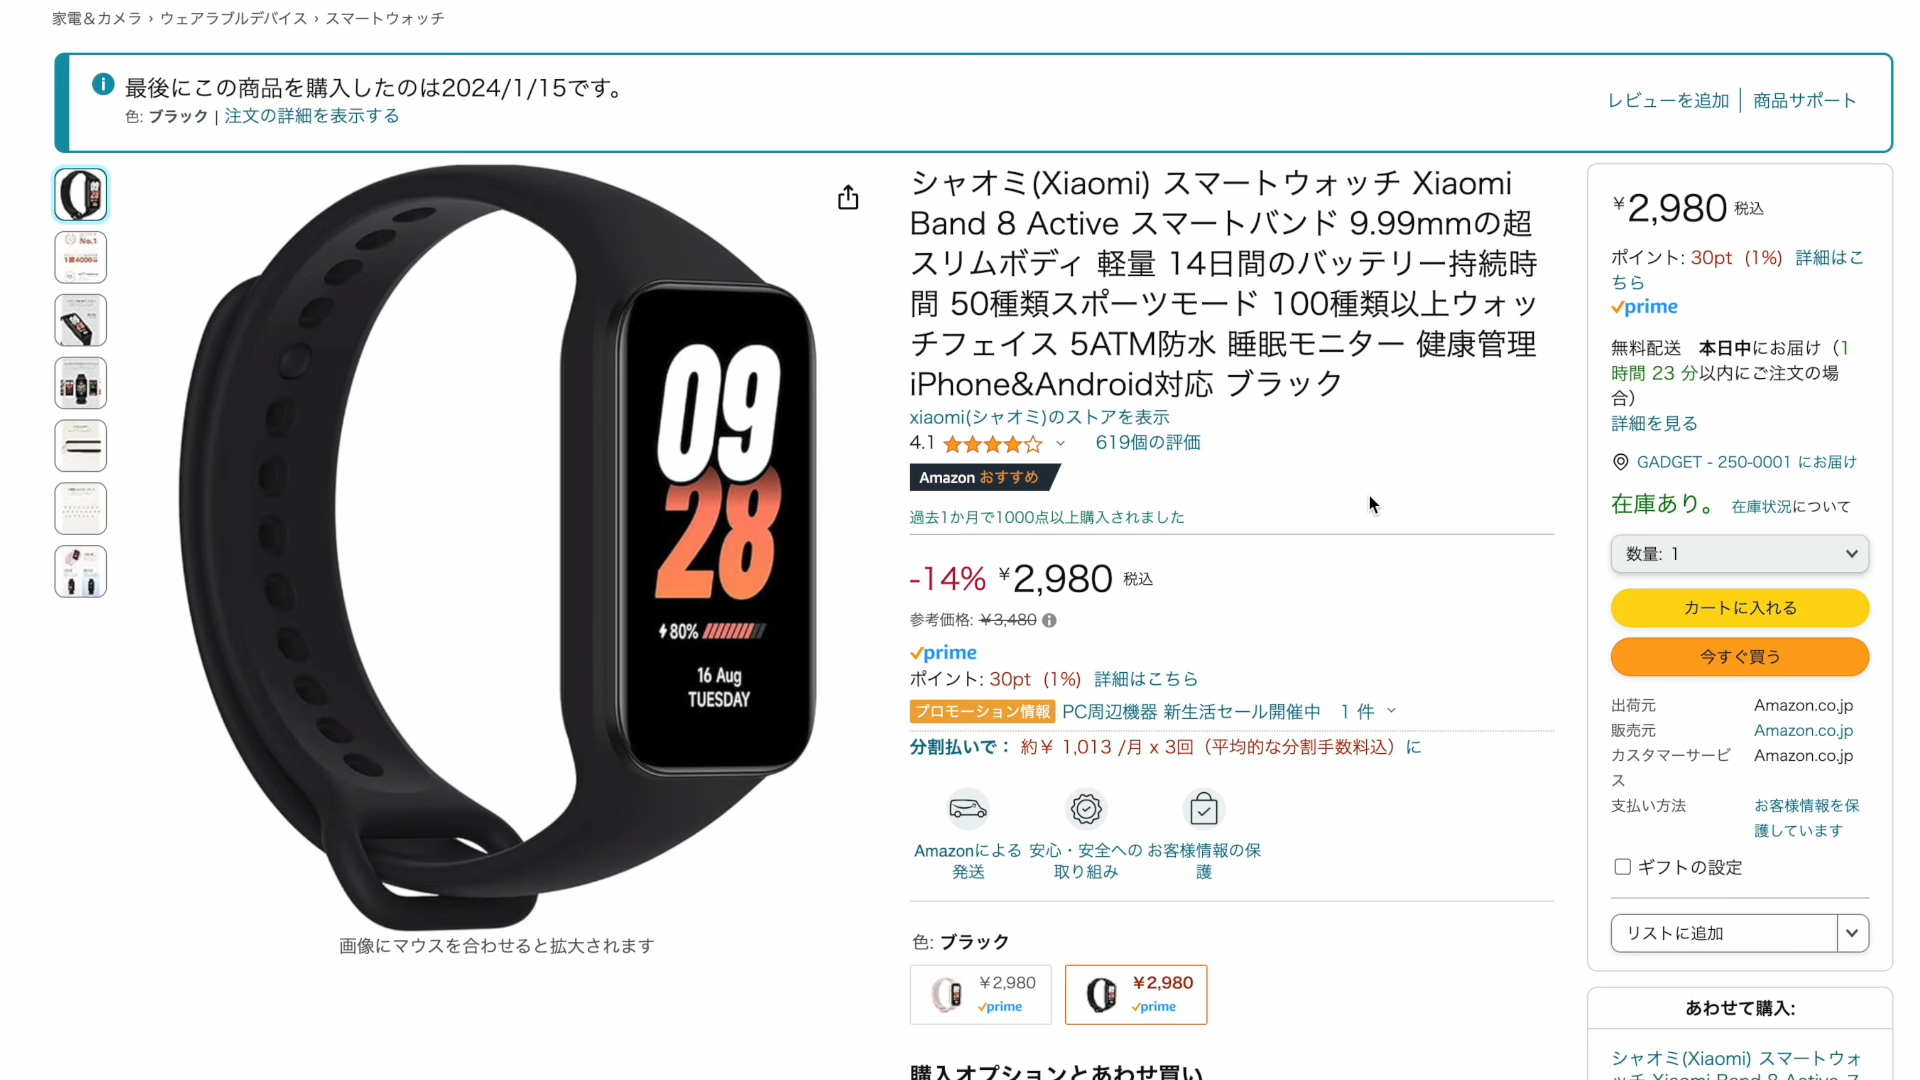 家電＆カメラ › ウェアラブルデバイス › スマートウォッチ
最後にこの商品を購入したのは2024/1/15です。
色: ブラック | 注文の詳細を表示する
レビューを追加 商品サポート
No.1
09
28
80%
16 Aug
TUESDAY
画像にマウスを合わせると拡大されます
シャオミ(Xiaomi) スマートウォッチ Xiaomi
Band 8 Active スマートバンド 9.99mmの超
スリムボディ 軽量 14日間のバッテリー持続時
間 50種類スポーツモード 100種類以上ウォッ
チフェイス 5ATM防水 睡眠モニター 健康管理
iPhone&Android対応 ブラック
xiaomi(シャオミ)のストアを表示
4.1 619個の評価
Amazon おすすめ
過去1か月で1000点以上購入されました
-14% ￥2,980 税込
参考価格: ￥3,480
prime
ポイント: 30pt (1%) 詳細はこちら
プロモーション情報 PC周辺機器 新生活セール開催中 1 件
分割払いで： 約￥ 1,013 /月 x 3回（平均的な分割手数料込）に
Amazonによる
発送
安心・安全への
取り組み
お客様情報の保
護
色: ブラック
￥2,980
prime
￥2,980
prime
購入オプションとあわせ買い
￥2,980 税込
ポイント: 30pt (1%) 詳細はこ
ちら
prime
無料配送 本日中にお届け（1
時間 23 分以内にご注文の場
合）
詳細を見る
GADGET - 250-0001 にお届け
在庫あり。 在庫状況について
数量: 1
カートに入れる
今すぐ買う
出荷元 Amazon.co.jp
販売元 Amazon.co.jp
カスタマーサービ Amazon.co.jp
ス
支払い方法 お客様情報を保
護しています
ギフトの設定
リストに追加
あわせて購入:
シャオミ(Xiaomi) スマートウォ